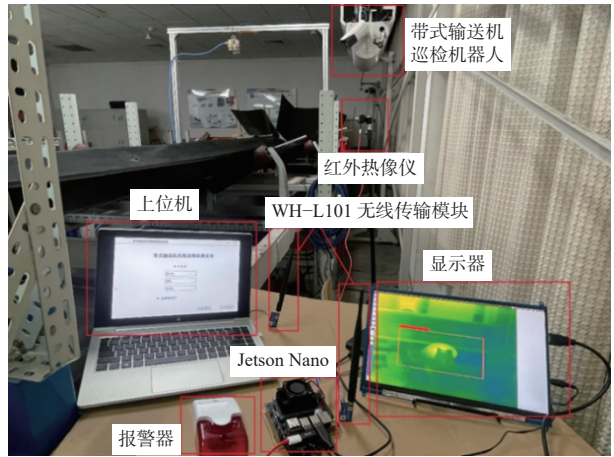 带式输送机
巡检机器人
红外热像仪
上位机
WH-L101 无线传输模块
显示器
Jetson Nano
报警器